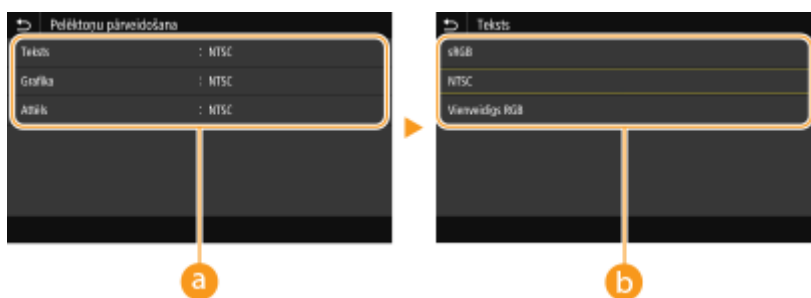 Pelēktoņu pārveidošana
Teksts : NTSC
Grafika : NTSC
Attēls : NTSC
a
Teksts
sRGB
NTSC
Vienveidīgs RGB
b